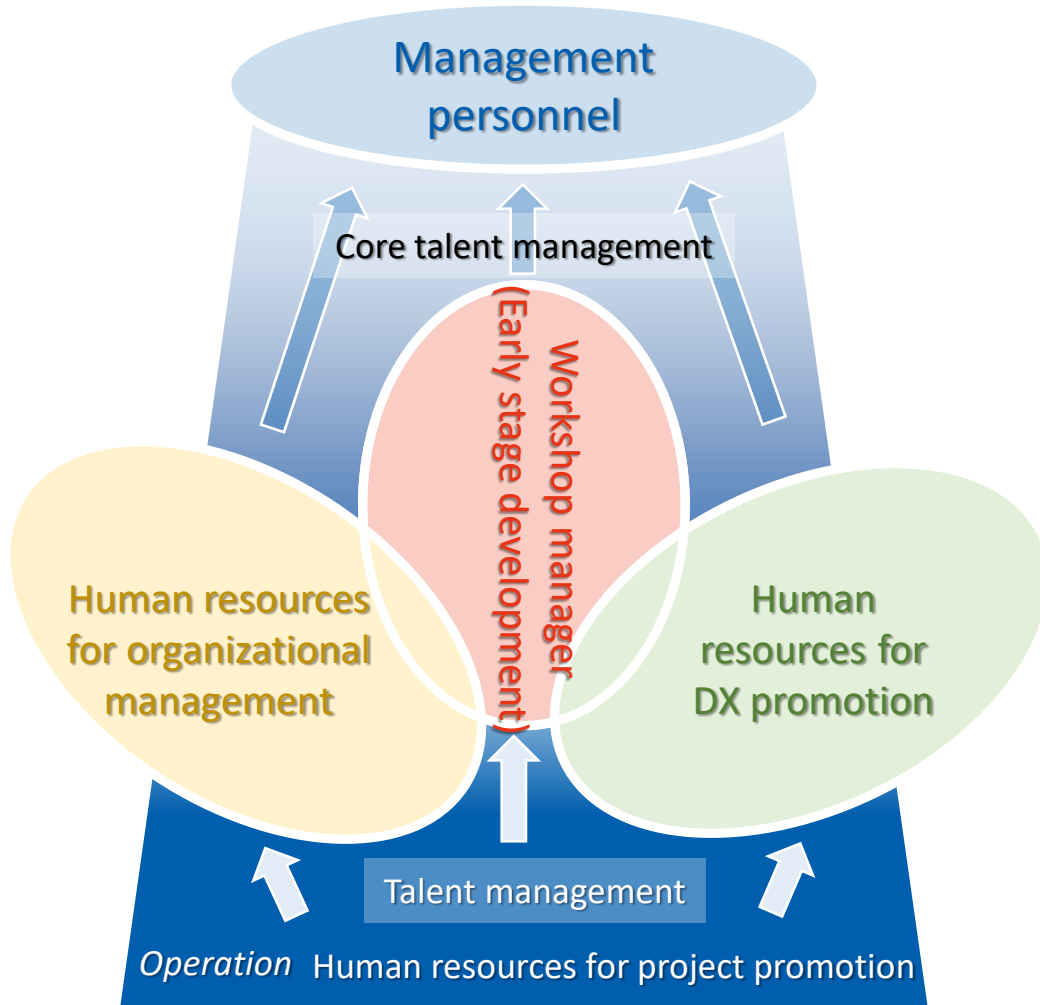 Management
personnel
Core talent management
Workshop manager
(Early stage development)
Human resources
for organizational
management
Human
resources for
DX promotion
Talent management
Operation Human resources for project promotion